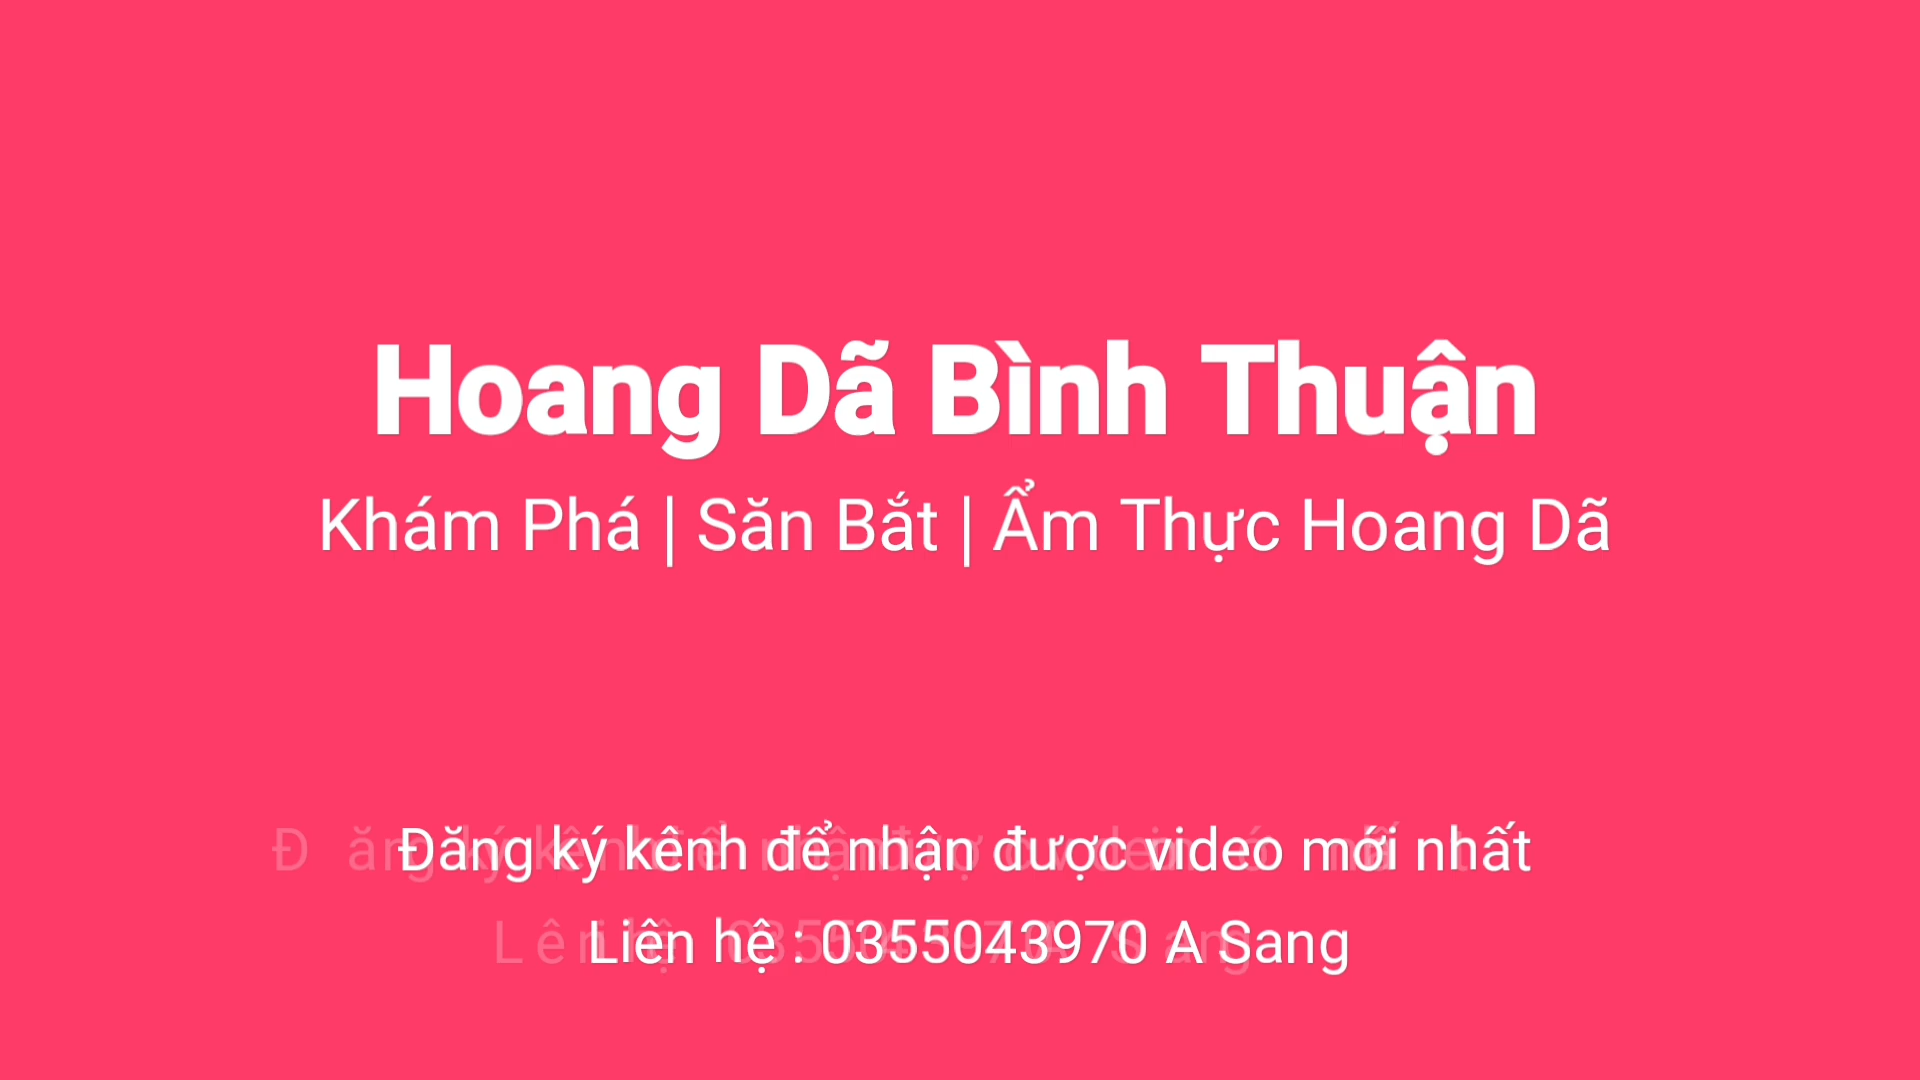 Hoang Dã Bình Thuận
Khám Phá | Săn Bắt | Ẩm Thực Hoang Dã
Đăng ký kênh để nhận được video mới nhất
Liên hệ : 0355043970 A Sang